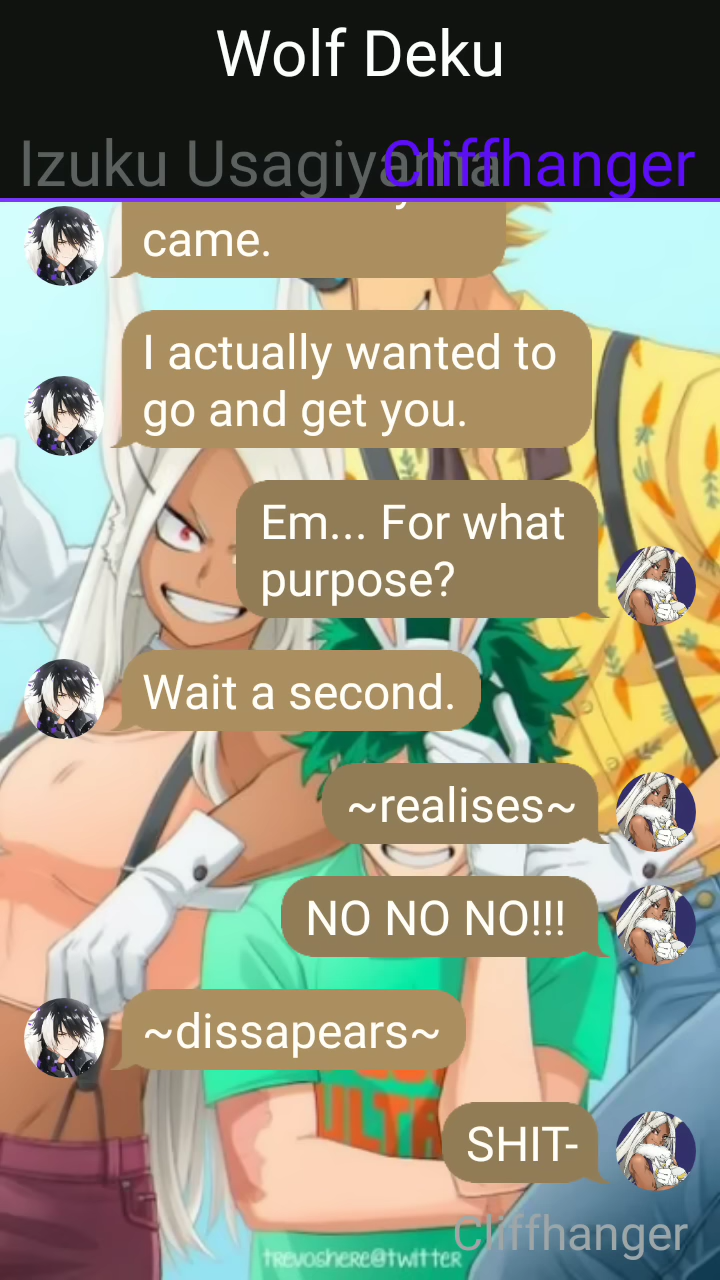 Wolf Deku
Izuku Usagiyama
Cliffhanger
came.
I actually wanted to
go and get you.
Em... For what
purpose?
Wait a second.
~realises~
NO NO NO!!!
~dissapears~
ULTRA
SHIT-
Cliffhanger
trevoshere@twitter